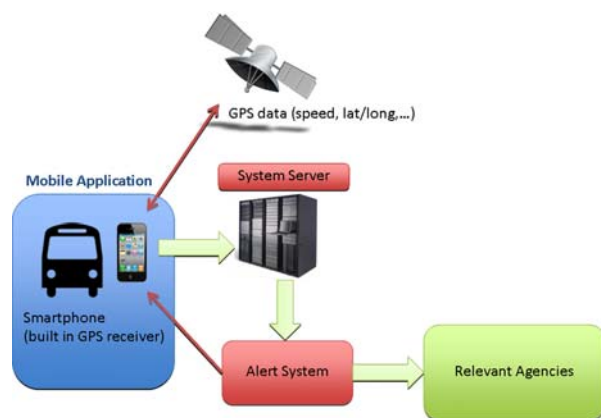 GPS data (speed, lat/long,...)
Mobile Application
System Server
Smartphone
(built in GPS receiver)
Alert System
Relevant Agencies